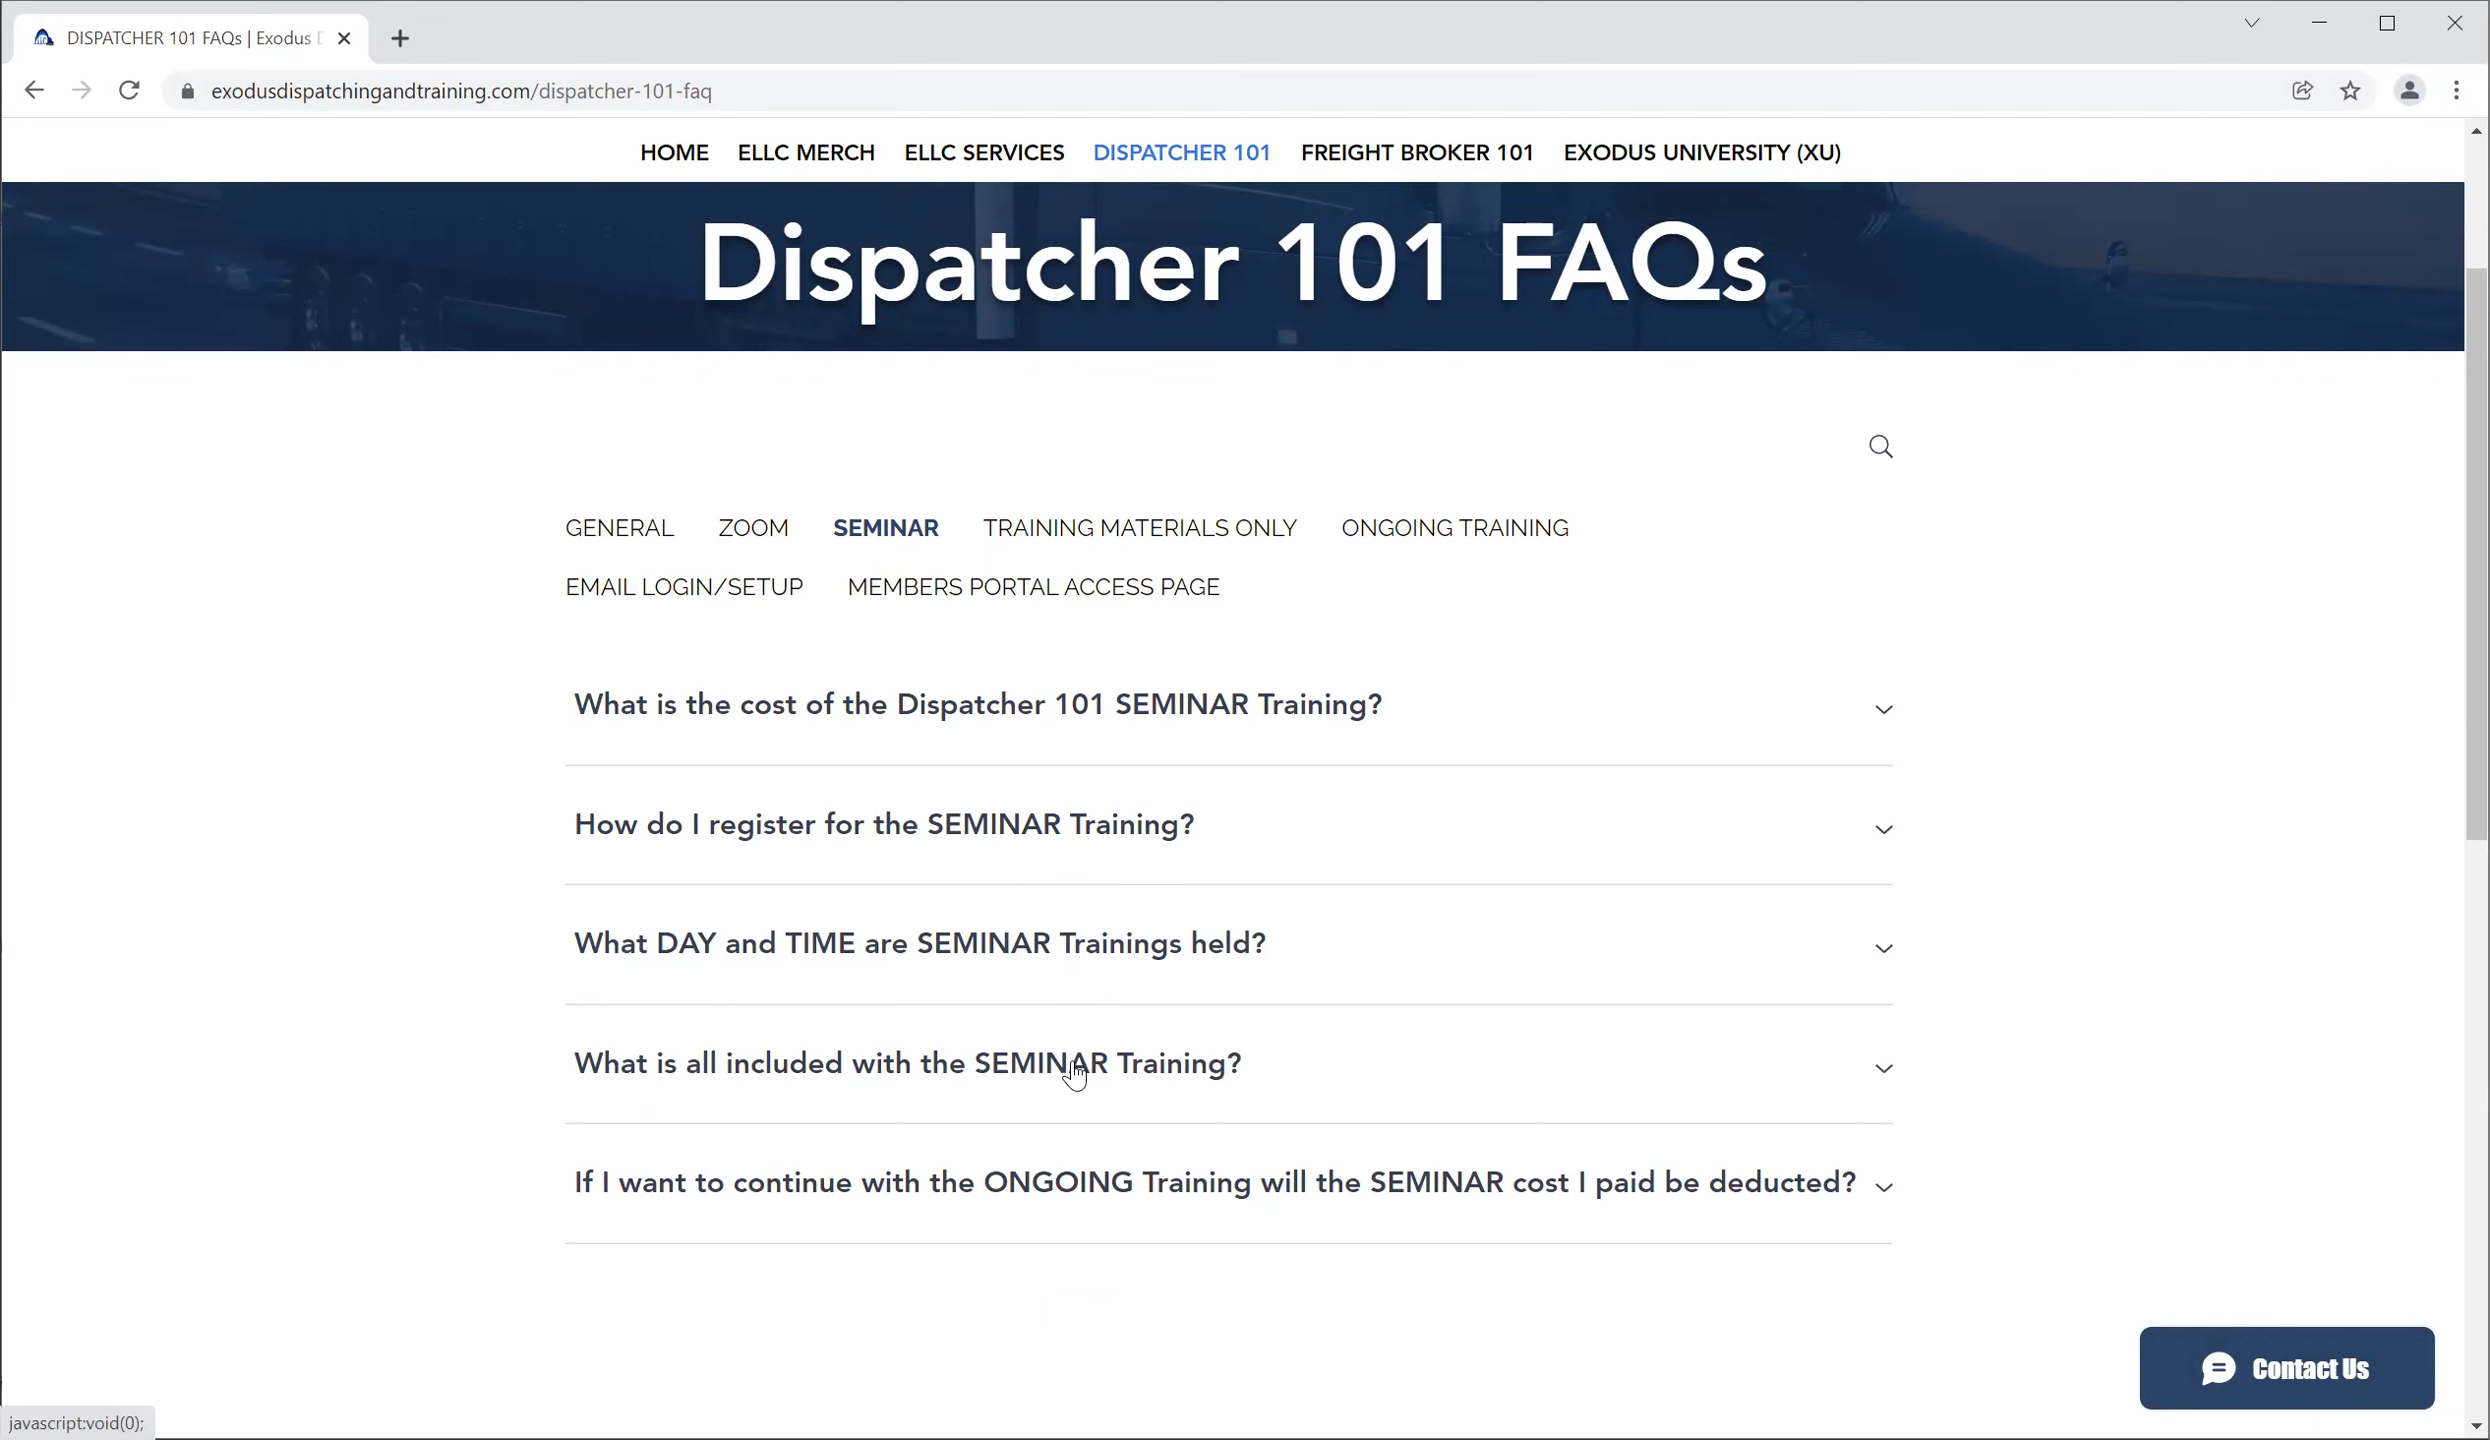 DISPATCHER 101 FAQs | Exodus
exodusdispatchingandtraining.com/dispatcher-101-faq
HOME ELLC MERCH ELLC SERVICES DISPATCHER 101 FREIGHT BROKER 101 EXODUS UNIVERSITY (XU)
Dispatcher 101 FAQs
GENERAL ZOOM SEMINAR TRAINING MATERIALS ONLY ONGOING TRAINING
EMAIL LOGIN/SETUP MEMBERS PORTAL ACCESS PAGE
What is the cost of the Dispatcher 101 SEMINAR Training?
How do I register for the SEMINAR Training?
What DAY and TIME are SEMINAR Trainings held?
What is all included with the SEMINAR Training?
If I want to continue with the ONGOING Training will the SEMINAR cost I paid be deducted?
Contact Us
javascript:void(0);